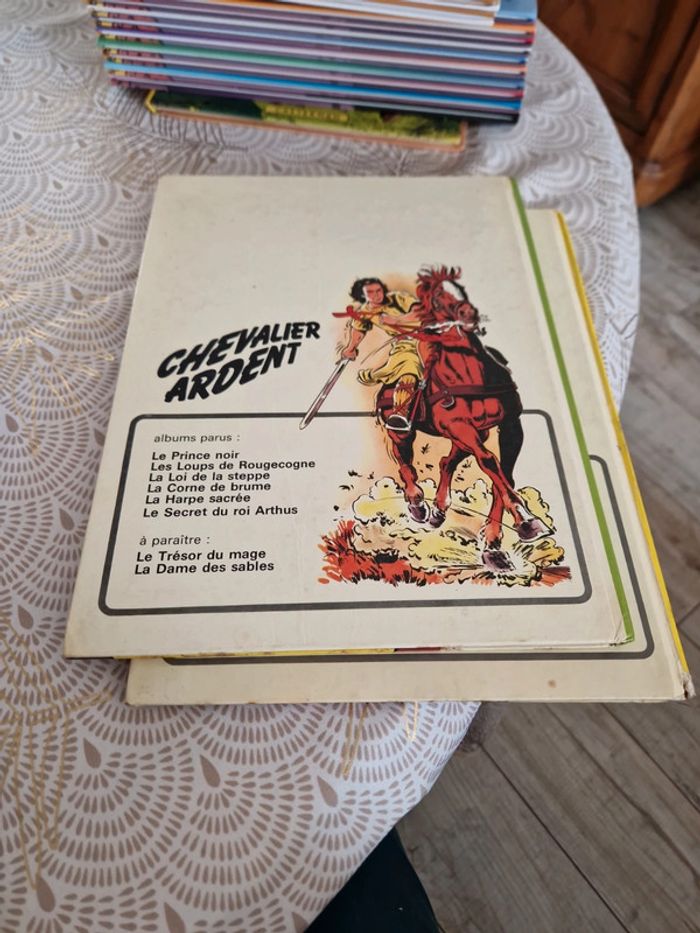 CHEVALIER
ARDENT
albums parus :
Le Prince noir
Les Loups de Rougecogne
La Loi de la steppe
La Corne de brume
La Harpe sacrée
Le Secret du roi Arthus
à paraître :
Le Trésor du mage
La Dame des sables